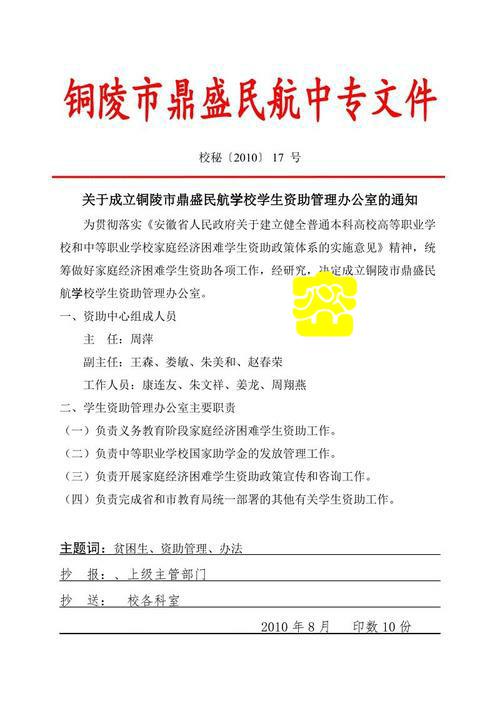 铜陵市鼎盛民航中专文件
校秘〔2010〕 17 号
关于成立铜陵市鼎盛民航学校学生资助管理办公室的通知
为贯彻落实《安徽省人民政府关于建立健全普通本科高校高等职业学
校和中等职业学校家庭经济困难学生资助政策体系的实施意见》精神，统
筹做好家庭经济困难学生资助各项工作，经研究，决定成立铜陵市鼎盛民
航学校学生资助管理办公室。
一、资助中心组成人员
主　任：周萍
副主任：王森、娄敏、朱美和、赵春荣
工作人员：康连友、朱文祥、姜龙、周翔燕
二、学生资助管理办公室主要职责
（一）负责义务教育阶段家庭经济困难学生资助工作。
（二）负责中等职业学校国家助学金的发放管理工作。
（三）负责开展家庭经济困难学生资助政策宣传和咨询工作。
（四）负责完成省和市教育局统一部署的其他有关学生资助工作。
主题词：贫困生、资助管理、办法
抄　报：、上级主管部门
抄　送：　校各科室
2010 年 8 月　印数 10 份